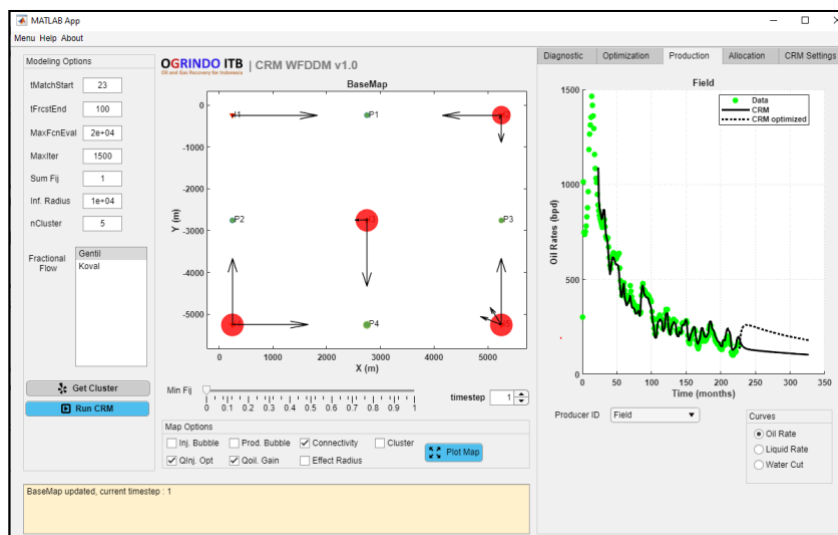 MATLAB App
Menu Help About
Modeling Options
tMatchStart 23
tFrcstEnd 100
MaxFcnEval 2e+04
MaxIter 1500
Sum Fij 1
Inf. Radius 1e+04
nCluster 5
Fractional Flow
Gentil
Koval
Get Cluster
Run CRM
OGRINDO ITB | CRM WFDDM v1.0
Oil and Gas Recovery for Indonesia
BaseMap
0
-1000
-2000
-3000
-4000
-5000
Y (m)
P1
P2
P3
P4
0 1000 2000 3000 4000 5000
X (m)
Min Fij
0 0.1 0.2 0.3 0.4 0.5 0.6 0.7 0.8 0.9 1
timestep 1
Map Options
Inj. Bubble Prod. Bubble Connectivity Cluster
QInj. Opt Qoil. Gain Effect Radius
Plot Map
BaseMap updated, current timestep : 1
Diagnostic Optimization Production Allocation CRM Settings
Field
Data
CRM
CRM optimized
1500
1000
500
0
Oil Rates (bpd)
0 50 100 150 200 250 300 350
Time (months)
Producer ID Field
Curves
Oil Rate
Liquid Rate
Water Cut